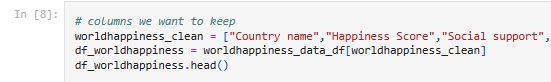 In [8]:
# columns we want to keep
worldhappiness_clean = ["Country name","Happiness Score","Social support",
df_worldhappiness = worldhappiness_data_df[worldhappiness_clean]
df_worldhappiness.head()